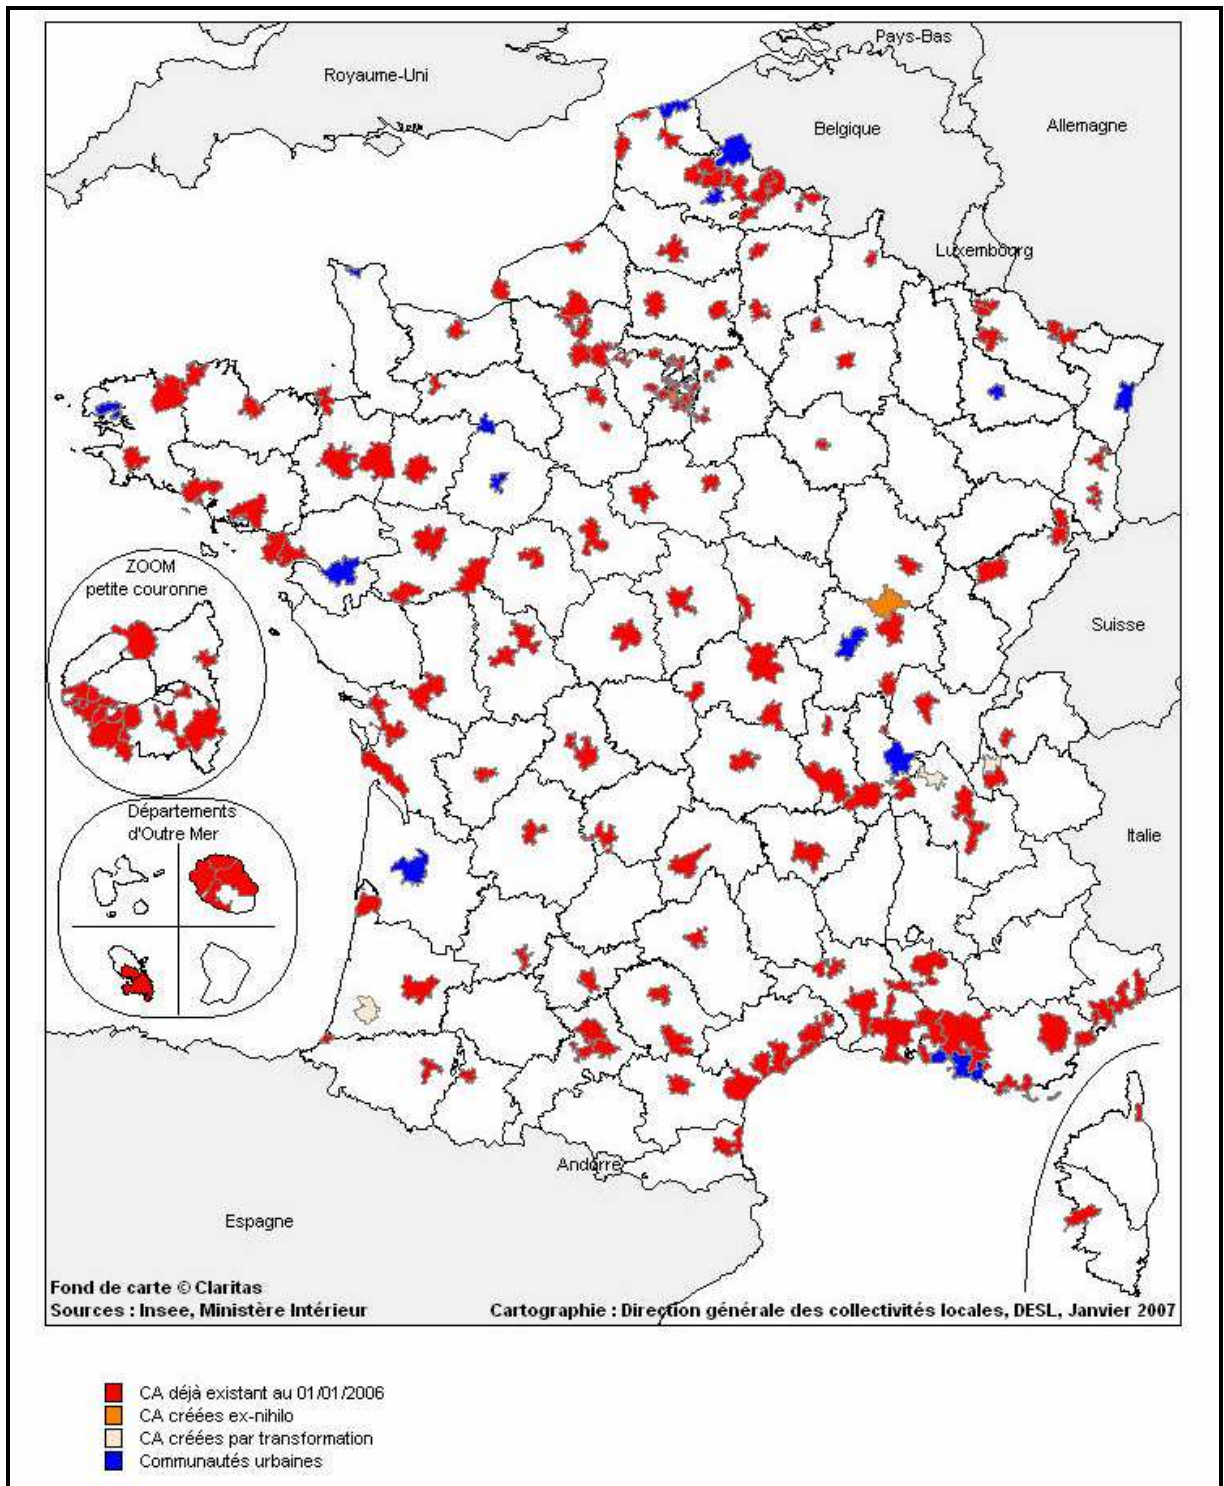 Pays-Bas
Royaume-Uni
Belgique
Allemagne
Luxembourg
ZOOM
petite couronne
Suisse
Départements
d'Outre Mer
Italie
Andorre
Espagne
Fond de carte © Claritas
Sources : Insee, Ministère Intérieur
Cartographie : Direction générale des collectivités locales, DESL, Janvier 2007
CA déjà existant au 01/01/2006
CA créées ex-nihilo
CA créées par transformation
Communautés urbaines